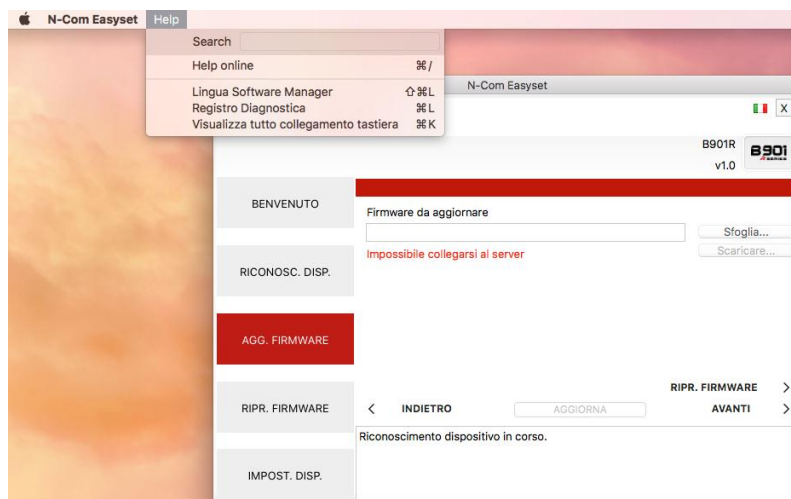 N-Com Easyset Help
Search
Help online ⌘/
Lingua Software Manager ⇧⌘L
Registro Diagnostica ⌘L
Visualizza tutto collegamento tastiera ⌘K
N-Com Easyset
X
B901R
v1.0
B901
R SERIES
BENVENUTO
Firmware da aggiornare
Sfoglia...
Impossibile collegarsi al server
Scaricare...
RICONOSC. DISP.
AGG. FIRMWARE
RIPR. FIRMWARE >
RIPR. FIRMWARE
< INDIETRO AGGIORNA AVANTI >
Riconoscimento dispositivo in corso.
IMPOST. DISP.